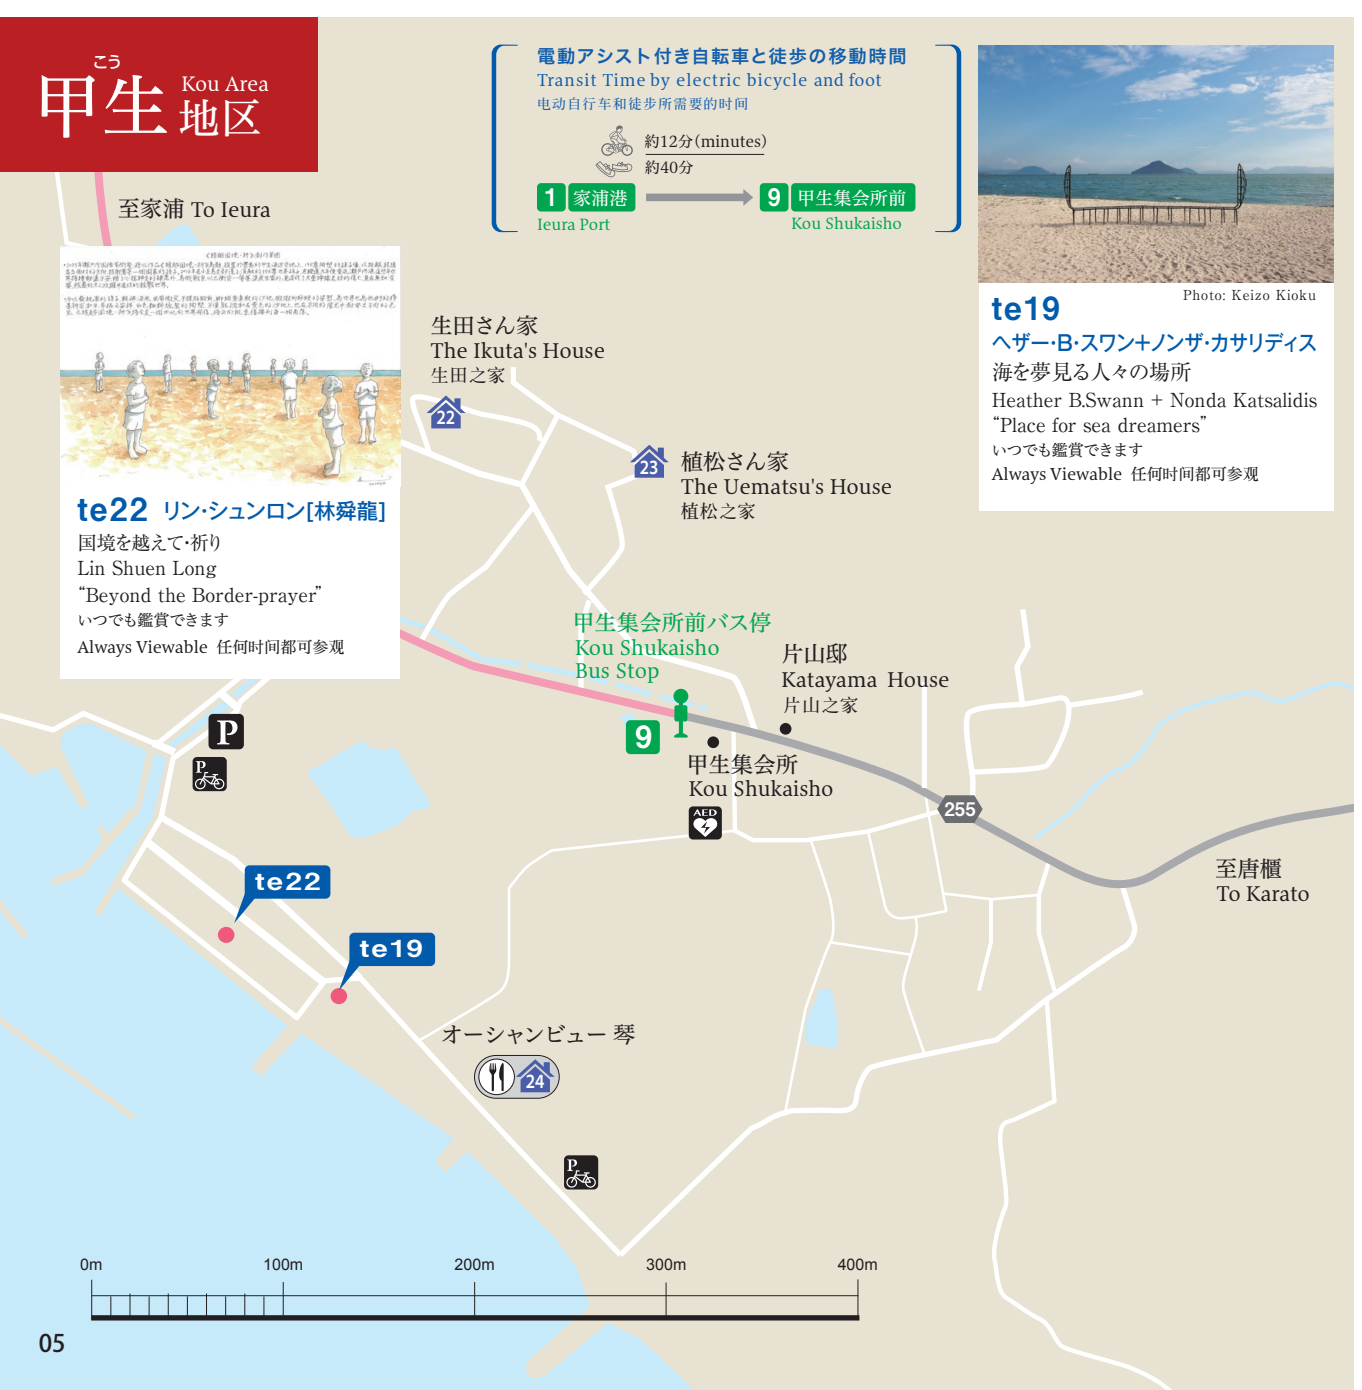 こう
甲生 地区
Kou Area
電動アシスト付き自転車と徒歩の移動時間
Transit Time by electric bicycle and foot
电动自行车和徒步所需要的时间
約12分(minutes)
約40分
1 家浦港
Ieura Port
9 甲生集会所前
Kou Shukaisho
Photo: Keizo Kioku
te19
ヘザー・B・スワン+ノンザ・カサリディス
海を夢見る人々の場所
Heather B.Swann + Nonda Katsalidis
“Place for sea dreamers”
いつでも鑑賞できます
Always Viewable 任何时间都可参观
至家浦 To Ieura
te22 リン・シュンロン[林舜龍]
国境を越えて・祈り
Lin Shuen Long
“Beyond the Border-prayer”
いつでも鑑賞できます
Always Viewable 任何时间都可参观
生田さん家
The Ikuta's House
生田之家
22
23
植松さん家
The Uematsu's House
植松之家
甲生集会所前バス停
Kou Shukaisho
Bus Stop
9
片山邸
Katayama House
片山之家
甲生集会所
Kou Shukaisho
AED
255
至唐櫃
To Karato
P
P
te22
te19
オーシャンビュー 琴
24
P
0m 100m 200m 300m 400m
05